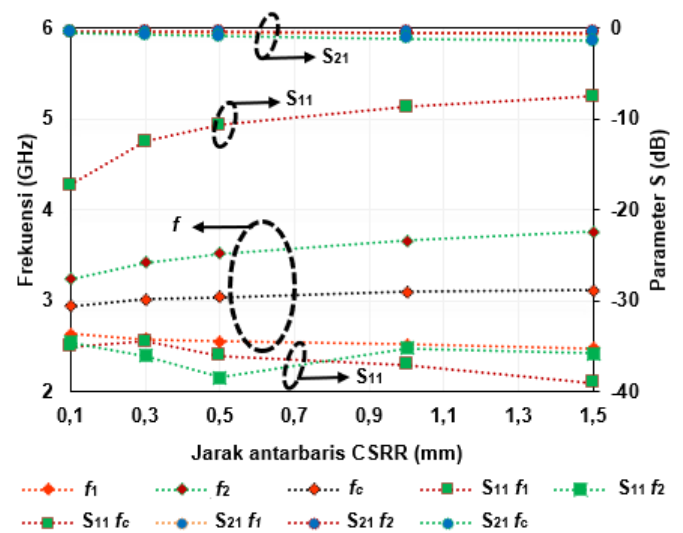 6
5
4
3
2
Frekuensi (GHz)
0
-10
-20
-30
-40
Parameter S (dB)
S21
S11
f
S11
0,1 0,3 0,5 0,7 0,9 1,1 1,3 1,5
Jarak antarbaris CSRR (mm)
f1 f2 fc S11 f1 S11 f2
S11 fc S21 f1 S21 f2 S21 fc